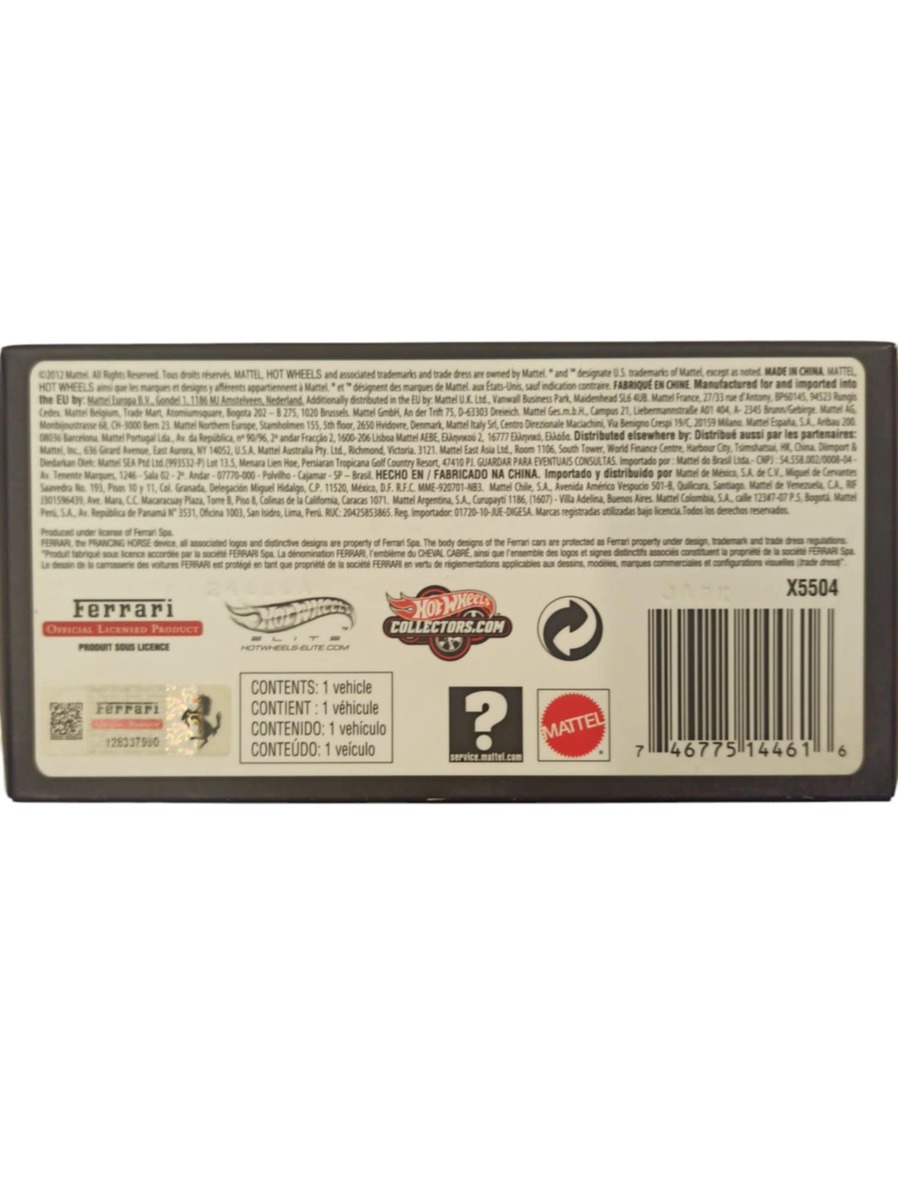 ©2012 Mattel. All Rights Reserved. Tous droits réservés. MATTEL, HOT WHEELS and associated trademarks and trade dress are owned by Mattel. ® and ™ designate U.S. trademarks of Mattel, except as noted. MADE IN CHINA. MATTEL,
HOT WHEELS ainsi que les marques et designs y afférents appartiennent à Mattel. ® et ™ désignent des marques de Mattel aux États-Unis, sauf indication contraire. FABRIQUÉ EN CHINE. Manufactured for and imported into
the EU by: Mattel Europa B.V., Gondel 1, 1186 MJ Amstelveen, Nederland. Additionally distributed in the EU by: Mattel U.K. Ltd., Vanwall Business Park, Maidenhead SL6 4UB. Mattel France, 27/33 rue d'Antony, BP60145, 94523 Rungis
Cedex. Mattel Belgium, Trade Mart, Atomiumsquare, Bogota 202 – B 275, 1020 Brussels. Mattel GmbH, An der Trift 75, D-63303 Dreieich. Mattel Ges.m.b.H., Campus 21, Liebermannstraße A01 404, A- 2345 Brunn/Gebirge. Mattel AG,
Monbijoustrasse 68, CH-3000 Bern 23. Mattel Northern Europe, Stamholmen 155, 5th floor, 2650 Hvidovre, Denmark. Mattel Italy Srl, Centro Direzionale Maciachini, Via Benigno Crespi 19/C, 20159 Milano. Mattel España, S.A., Aribau 200.
08036 Barcelona. Mattel Portugal Lda., Av. da República, nº 90/96, 2º andar Fracção 2, 1600-206 Lisboa Mattel AEBE, Ελληνικού 2, 16777 Ελληνικό, Ελλάδα. Distributed elsewhere by: Distribué aussi par les partenaires:
Mattel, Inc., 636 Girard Avenue, East Aurora, NY 14052, U.S.A. Mattel Australia Pty. Ltd., Richmond, Victoria. 3121. Mattel East Asia Ltd., Room 1106, South Tower, World Finance Centre, Harbour City, Tsimshatsui, HK, China. Diimport &
Diedarkan Oleh: Mattel SEA Ptd Ltd.(993532-P) Lot 13.5, Menara Lien Hoe, Persiaran Tropicana Golf Country Resort, 47410 PJ. GUARDAR PARA EVENTUAIS CONSULTAS. Importado por : Mattel do Brasil Ltda.- CNPJ : 54.558.002/0008-04 -
Av. Tenente Marques, 1246 - Sala 02 - 2º. Andar - 07770-000 - Polvilho - Cajamar - SP – Brasil. HECHO EN / FABRICADO NA CHINA. Importado y distribuido por Mattel de México, S.A. de C.V., Miguel de Cervantes
Saavedra No. 193, Pisos 10 y 11, Col. Granada, Delegación Miguel Hidalgo, C.P. 11520, México, D.F. R.F.C. MME-920701-NB3. Mattel Chile, S.A., Avenida Américo Vespucio 501-B, Quilicura, Santiago. Mattel de Venezuela, C.A., RIF
J301596439, Ave. Mara, C.C. Macaracuay Plaza, Torre B, Piso 8, Colinas de la California, Caracas 1071. Mattel Argentina, S.A., Curupaytí 1186, (1607) - Villa Adelina, Buenos Aires. Mattel Colombia, S.A., calle 123#7-07 P.5, Bogotá. Mattel
Perú, S.A., Av. República de Panamá N° 3531, Oficina 1003, San Isidro, Lima, Perú. RUC: 20425853865. Reg. Importador: 01720-10-JUE-DIGESA. Marcas registradas utilizadas bajo licencia.Todos los derechos reservados.
Produced under license of Ferrari Spa.
FERRARI, the PRANCING HORSE device, all associated logos and distinctive designs are property of Ferrari Spa. The body designs of the Ferrari cars are protected as Ferrari property under design, trademark and trade dress regulations.
"Produit fabriqué sous licence accordée par la société FERRARI Spa. La dénomination FERRARI, l'emblème du CHEVAL CABRÉ, ainsi que l'ensemble des logos et signes distinctifs associés constituent la propriété de la société FERRARI Spa.
Le dessin de la carrosserie des voitures FERRARI est protégé en tant que propriété de la société FERRARI en vertu de réglementations applicables aux dessins, modèles, marques commerciales et configurations visuelles (trade dress)".
X5504
Ferrari
OFFICIAL LICENSED PRODUCT
PRODUIT SOUS LICENCE
HOT WHEELS™
ELITE
HOTWHEELS-ELITE.COM
HOT WHEELS
COLLECTORS.COM
Ferrari
128337990
CONTENTS: 1 vehicle
CONTIENT : 1 véhicule
CONTENIDO: 1 vehículo
CONTEÚDO: 1 veículo
?
service.mattel.com
MATTEL
7 46775 14461 6